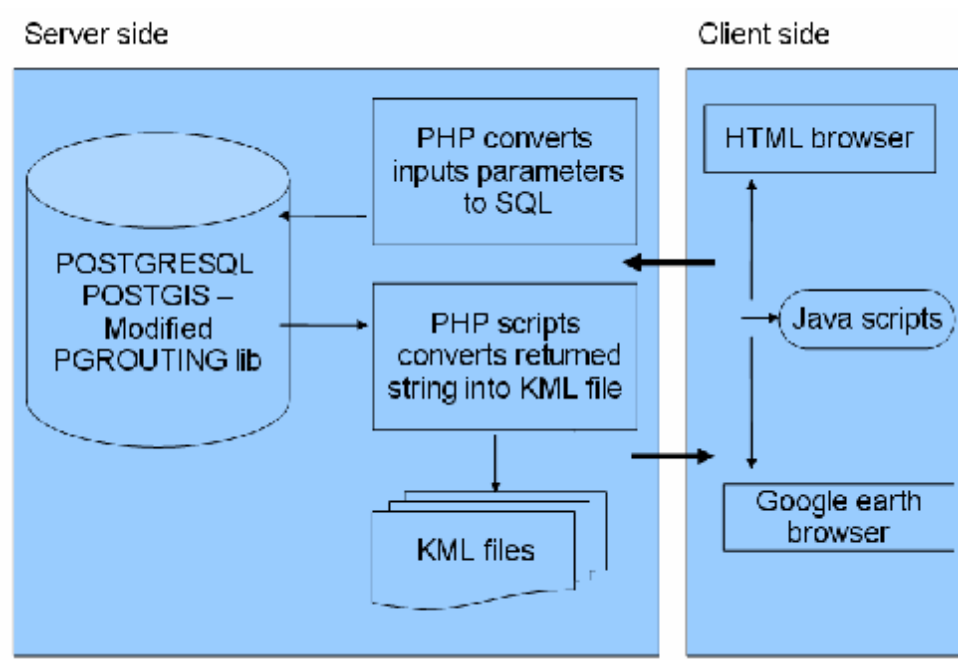 Server side
Client side
PHP converts
inputs parameters
to SQL
HTML browser
POSTGRESQL
POSTGIS –
Modified
PGROUTING lib
PHP scripts
converts returned
string into KML file
Java scripts
KML files
Google earth
browser